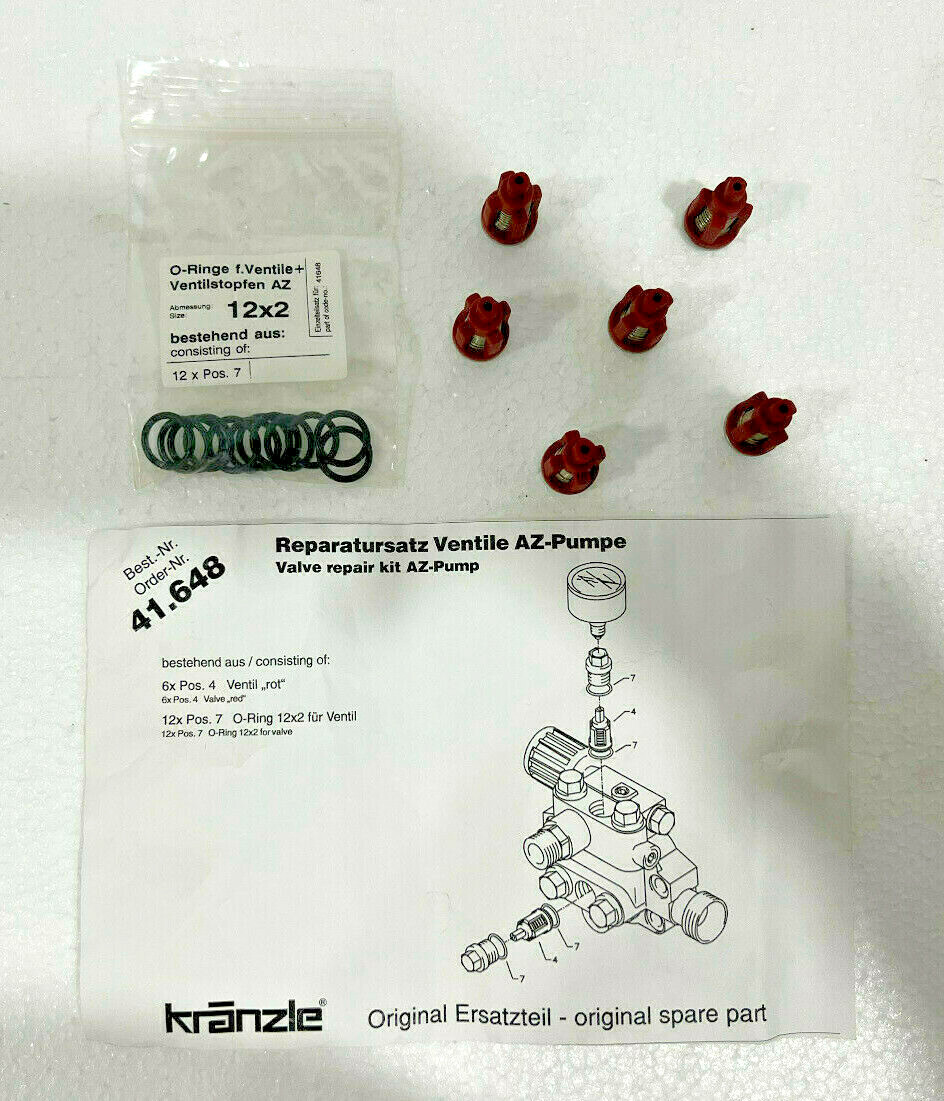 O-Ringe f.Ventile+
Ventilstopfen AZ
Abmessung:
Size:
12x2
bestehend aus:
consisting of:
12 x Pos. 7
Einzelteilsatz für:
part of code-no.:
41648
Best.-Nr.
Order-Nr.
41.648
Reparatursatz Ventile AZ-Pumpe
Valve repair kit AZ-Pump
bestehend aus / consisting of:
6x Pos. 4 Ventil „rot“
6x Pos. 4 Valve „red“
12x Pos. 7 O-Ring 12x2 für Ventil
12x Pos. 7 O-Ring 12x2 for valve
7
4
7
7
4
7
kränzle®
Original Ersatzteil - original spare part